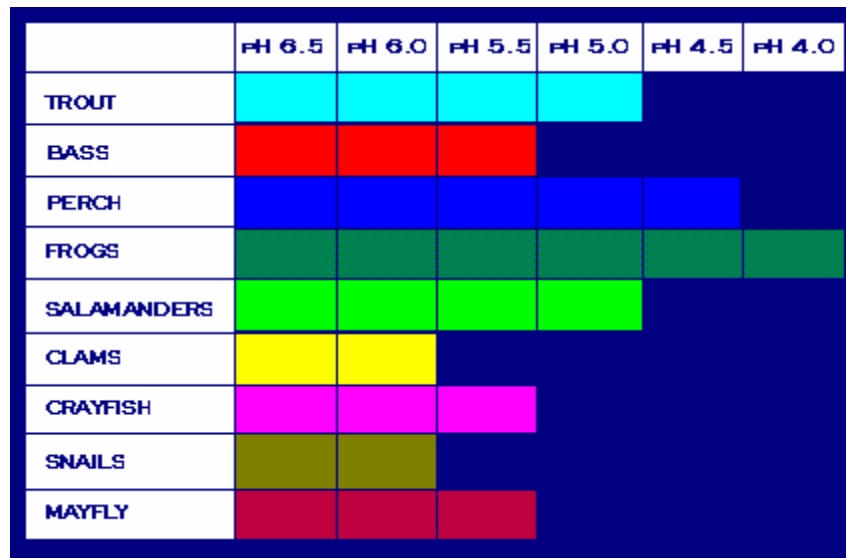 pH 6.5 pH 6.0 pH 5.5 pH 5.0 pH 4.5 pH 4.0
TROUT
BASS
PERCH
FROGS
SALAMANDERS
CLAMS
CRAYFISH
SNAILS
MAYFLY